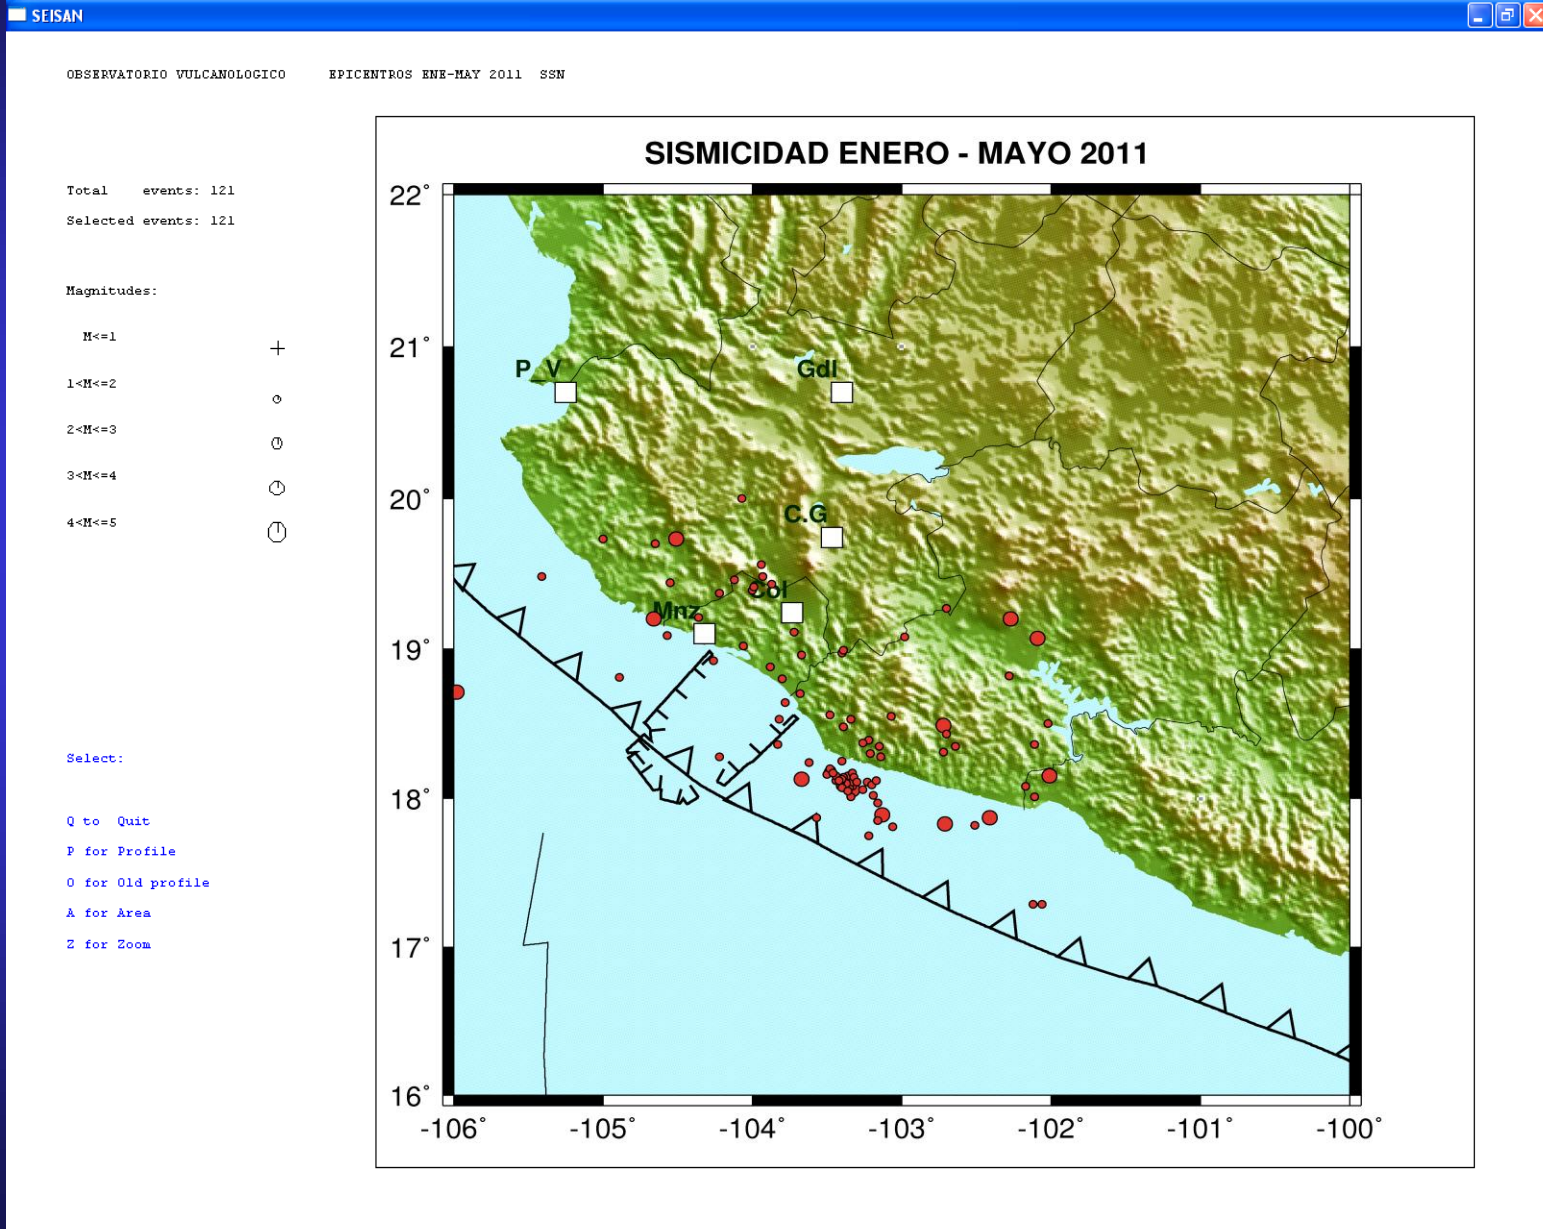 SEISAN
OBSERVATORIO VULCANOLOGICO EPICENTROS ENE-MAY 2011 SSN
Total events: 121
Selected events: 121
Magnitudes:
M<=1
1<M<=2
2<M<=3
3<M<=4
4<M<=5
Select:
Q to Quit
P for Profile
O for Old profile
A for Area
Z for Zoom
SISMICIDAD ENERO - MAYO 2011
22°
21°
20°
19°
18°
17°
16°
P_V
Gdl
C.G
Col
Mnz
-106° -105° -104° -103° -102° -101° -100°